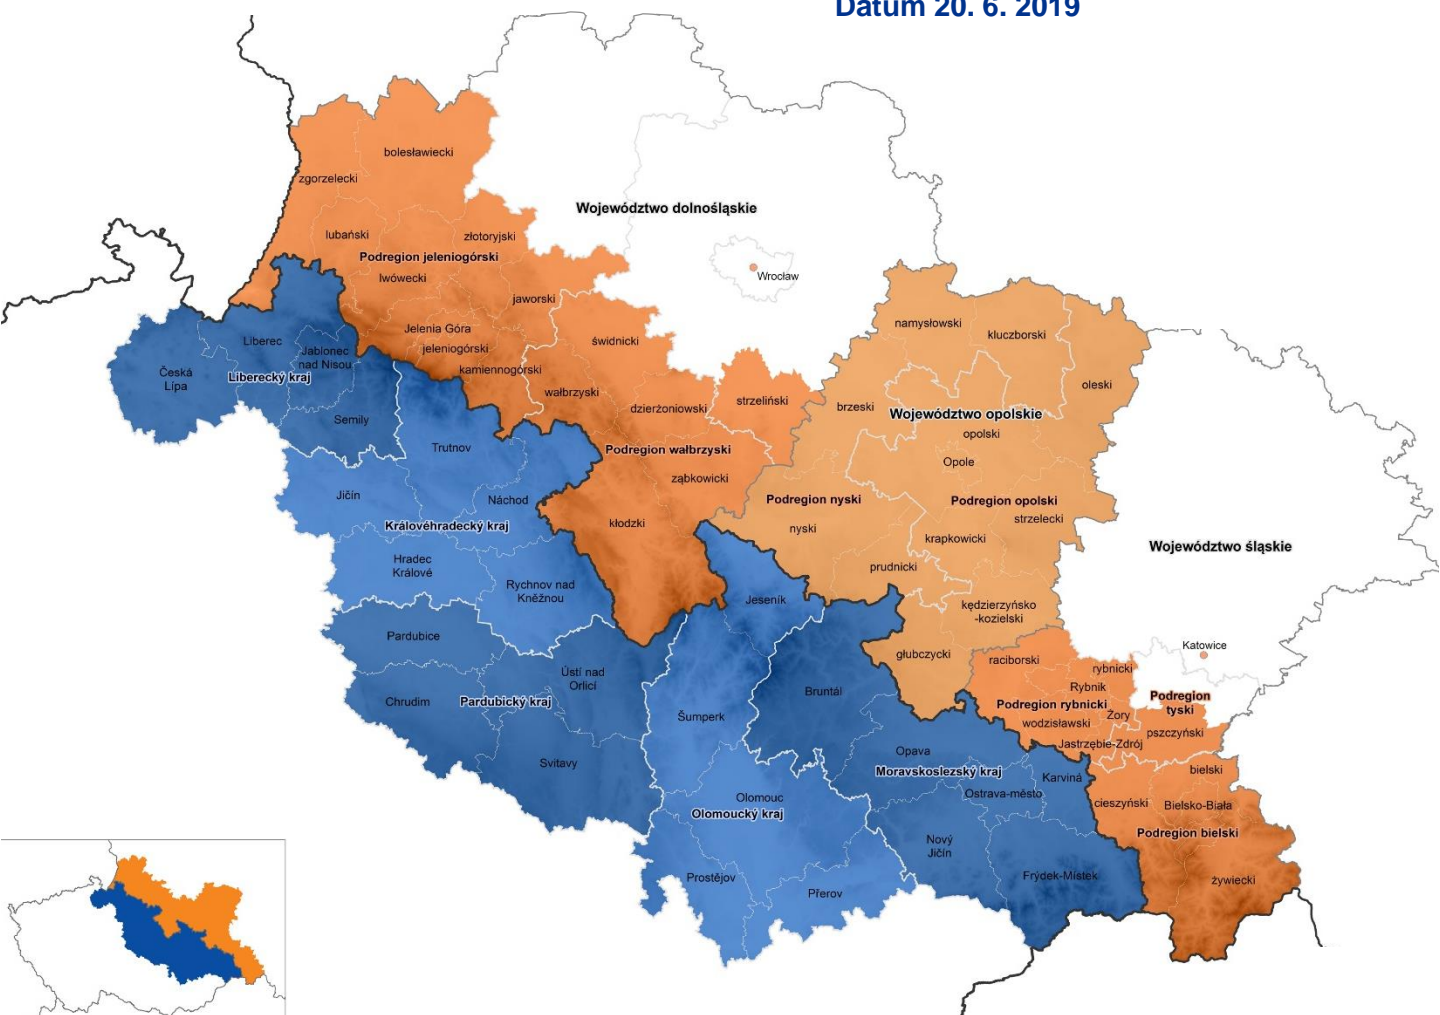 Datum 20. 6. 2019
bolesławiecki
zgorzelecki
Województwo dolnośląskie
lubański
złotoryjski
Podregion jeleniogórski
lwówecki
Wrocław
jaworski
namysłowski
Jelenia Góra
kluczborski
świdnicki
Liberec
jeleniogórski
Jablonec
nad Nisou
kamiennogórski
Česká
Lípa
Liberecký kraj
oleski
wałbrzyski
strzeliński
dzierżoniowski
brzeski
Województwo opolskie
Semily
opolski
Trutnov
Podregion wałbrzyski
Opole
ząbkowicki
Jičín
Náchod
Podregion nyski
Podregion opolski
strzelecki
Královéhradecký kraj
kłodzki
nyski
krapkowicki
Województwo śląskie
Hradec
Králové
prudnicki
Rychnov nad
Kněžnou
Jeseník
kędzierzyńsko
-kozielski
Pardubice
Katowice
głubczycki
raciborski
rybnicki
Ústí nad
Orlicí
Rybnik
Bruntál
Podregion
tyski
Chrudim
Pardubický kraj
Podregion rybnicki
Żory
Šumperk
wodzisławski
pszczyński
Jastrzębie-Zdrój
Opava
Svitavy
Moravskoslezský kraj
Karviná
bielski
Ostrava-město
Olomouc
cieszyński
Bielsko-Biała
Olomoucký kraj
Podregion bielski
Nový
Jičín
Prostějov
Frýdek-Místek
żywiecki
Přerov